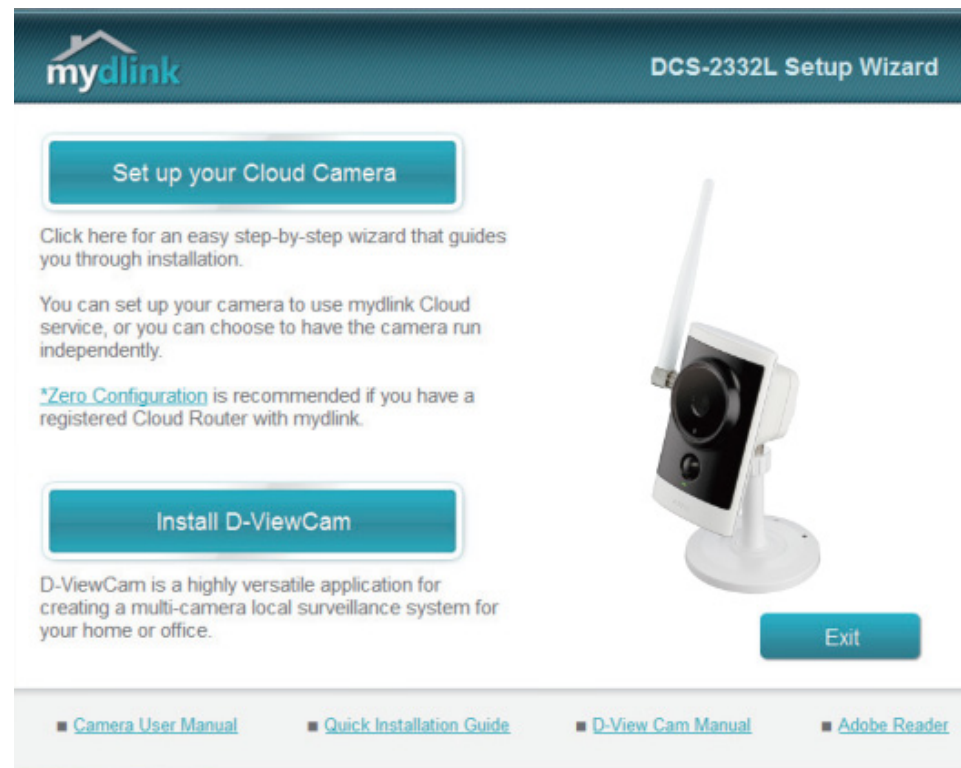 mydlink
DCS-2332L Setup Wizard
Set up your Cloud Camera
Click here for an easy step-by-step wizard that guides
you through installation.
You can set up your camera to use mydlink Cloud
service, or you can choose to have the camera run
independently.
*Zero Configuration is recommended if you have a
registered Cloud Router with mydlink.
Install D-ViewCam
D-ViewCam is a highly versatile application for
creating a multi-camera local surveillance system for
your home or office.
Exit
Camera User Manual
Quick Installation Guide
D-View Cam Manual
Adobe Reader